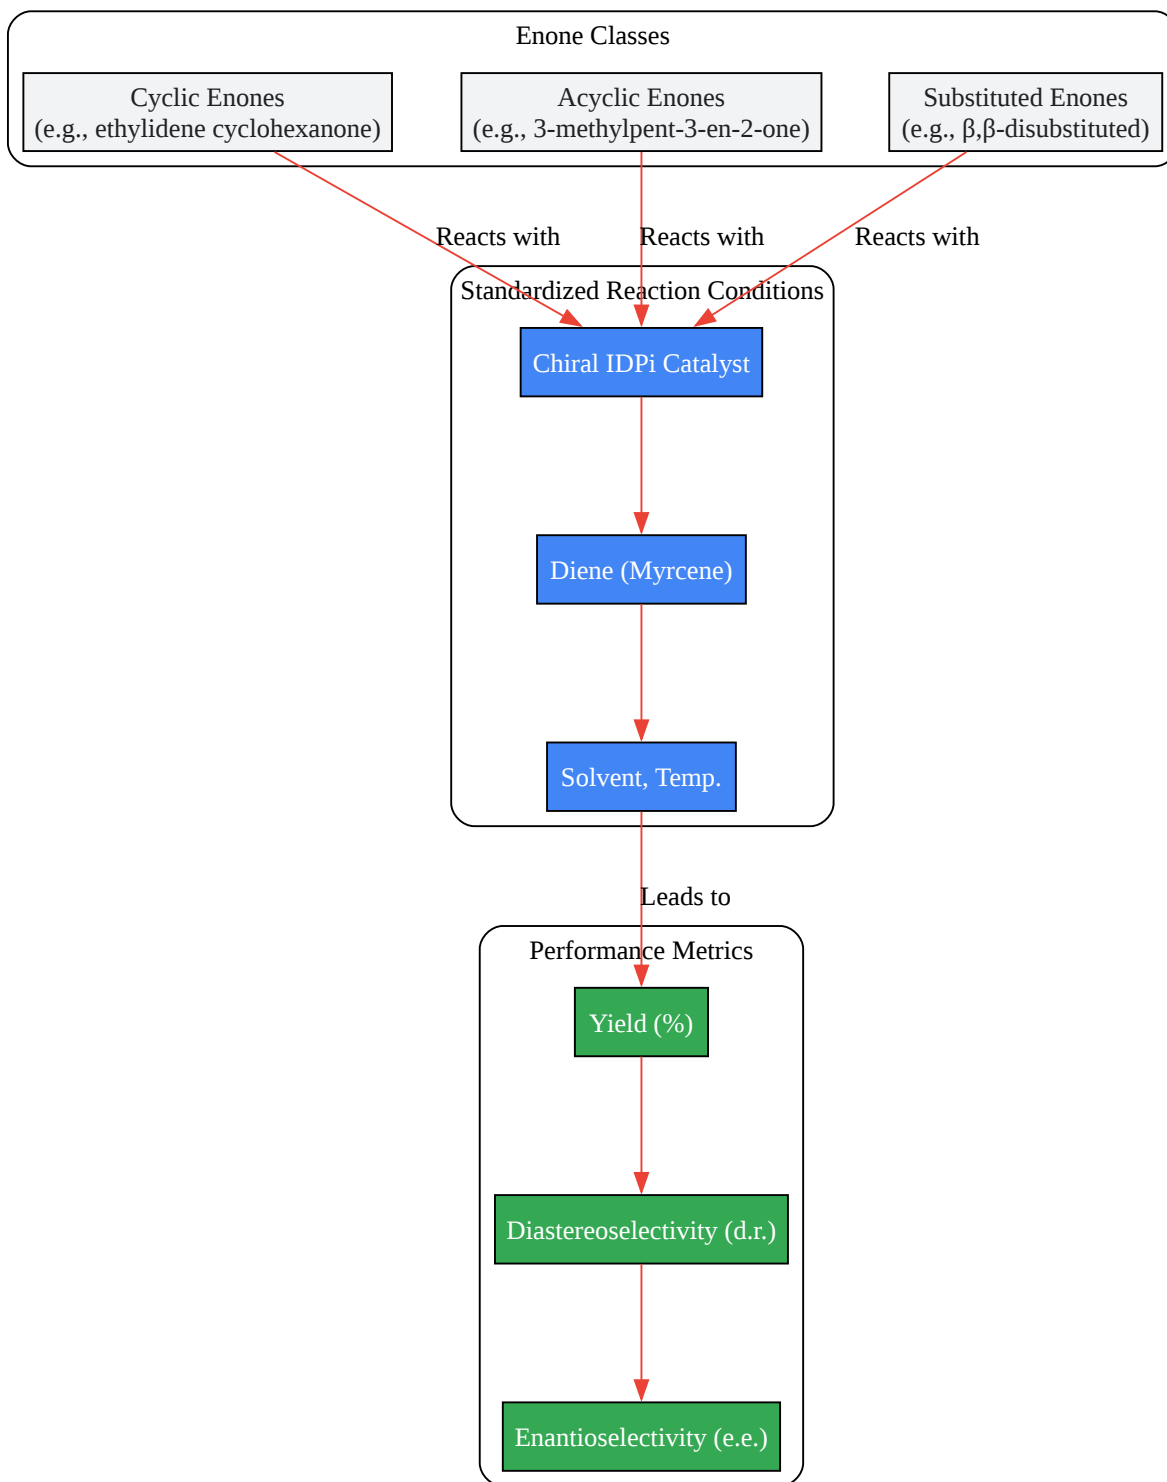 Enone Classes
Cyclic Enones
(e.g., ethylidene cyclohexanone)
Acyclic Enones
(e.g., 3-methylpent-3-en-2-one)
Substituted Enones
(e.g., β,β-disubstituted)
Reacts with
Reacts with
Reacts with
Standardized Reaction Conditions
Chiral IDPi Catalyst
Diene (Myrcene)
Solvent, Temp.
Leads to
Performance Metrics
Yield (%)
Diastereoselectivity (d.r.)
Enantioselectivity (e.e.)